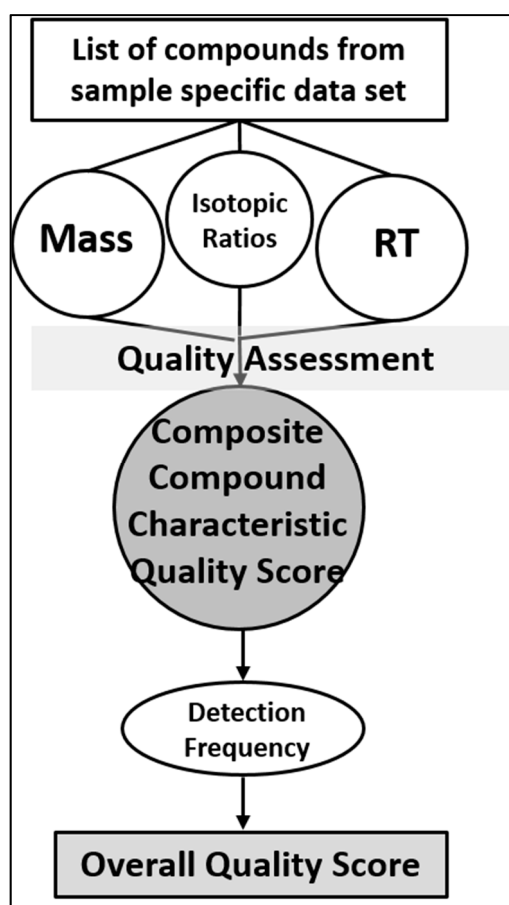 List of compounds from
sample specific data set
Mass
Isotopic
Ratios
RT
Quality Assessment
Composite
Compound
Characteristic
Quality Score
Detection
Frequency
Overall Quality Score